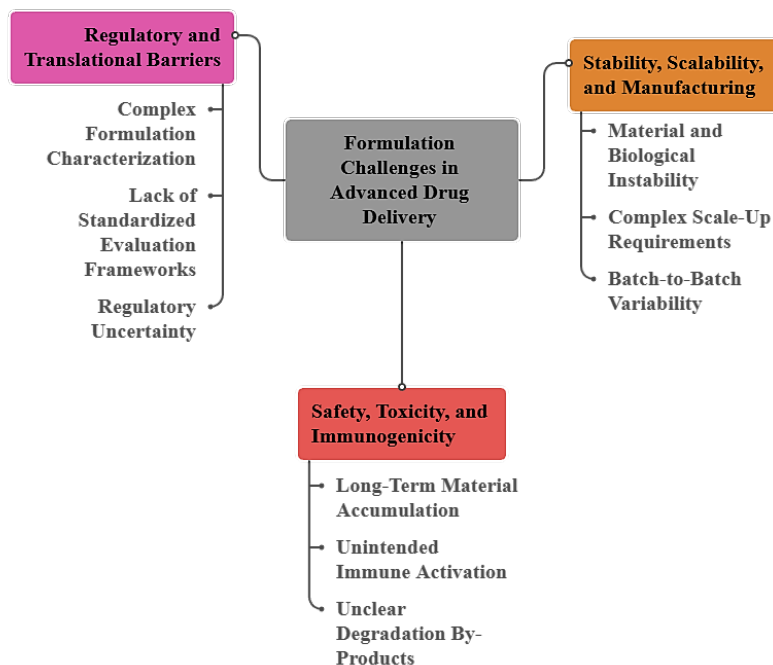 Regulatory and
Translational Barriers
Complex
Formulation
Characterization
Lack of
Standardized
Evaluation
Frameworks
Regulatory
Uncertainty
Formulation
Challenges in
Advanced Drug
Delivery
Stability, Scalability,
and Manufacturing
Material and
Biological
Instability
Complex Scale-Up
Requirements
Batch-to-Batch
Variability
Safety, Toxicity, and
Immunogenicity
Long-Term Material
Accumulation
Unintended
Immune Activation
Unclear
Degradation By-
Products